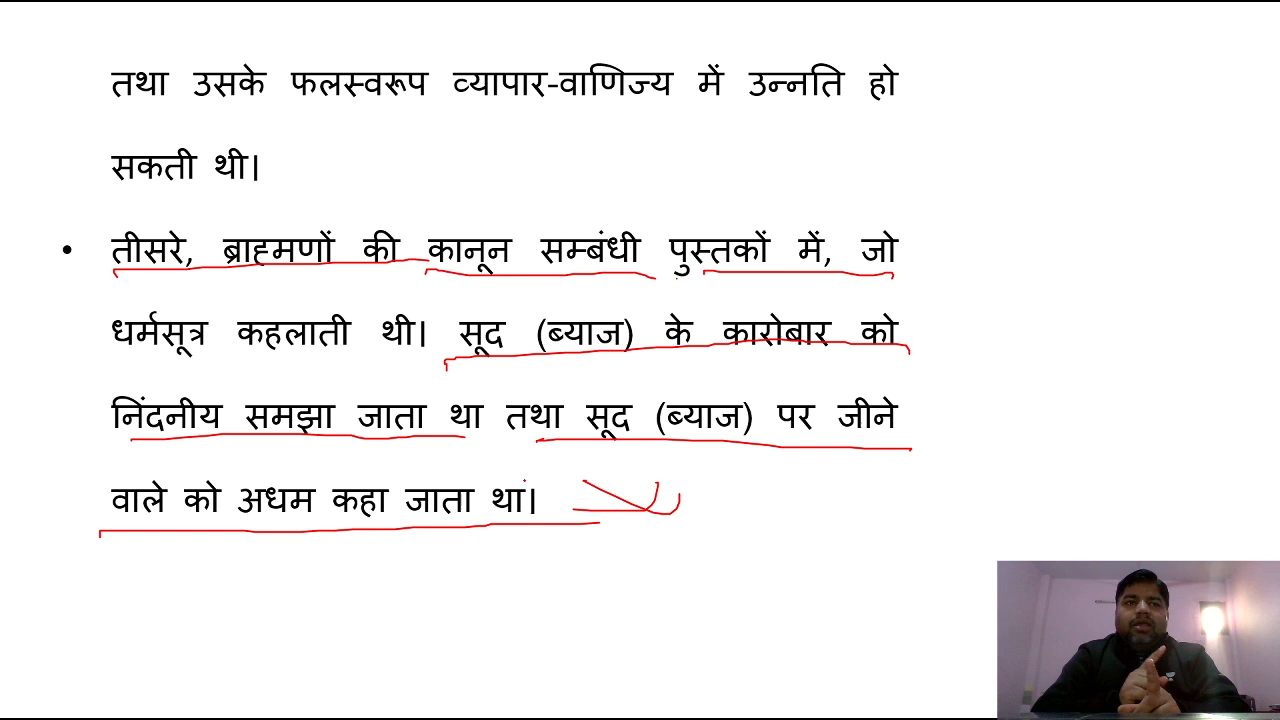 तथा उसके फलस्वरूप व्यापार-वाणिज्य में उन्नति हो
सकती थी।
• तीसरे, ब्राह्मणों की कानून सम्बंधी पुस्तकों में, जो
धर्मसूत्र कहलाती थी। सूद (ब्याज) के कारोबार को
निंदनीय समझा जाता था तथा सूद (ब्याज) पर जीने
वाले को अधम कहा जाता था।